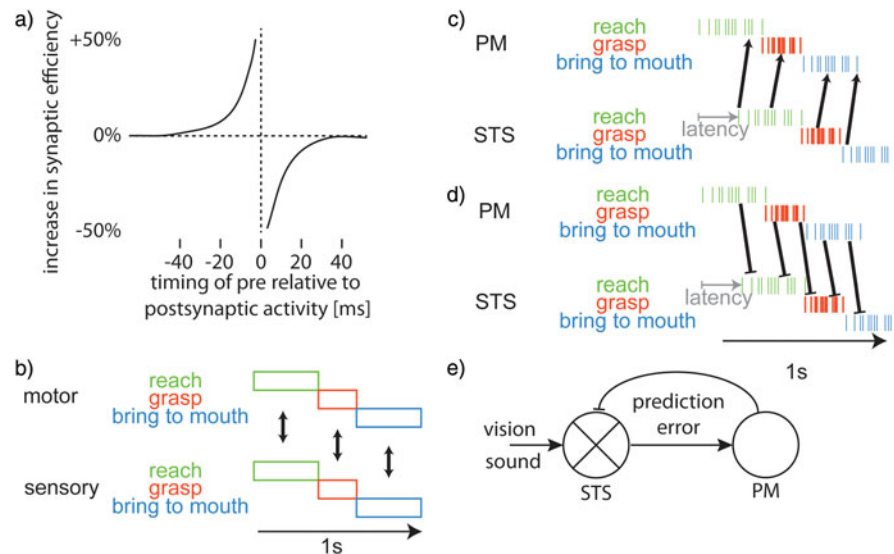 a)
increase in synaptic efficiency
+50%
0%
-50%
-40 -20 0 20 40
timing of pre relative to
postsynaptic activity [ms]
b)
motor
reach
grasp
bring to mouth
sensory
reach
grasp
bring to mouth
1s
c)
PM
reach
grasp
bring to mouth
STS
reach
grasp
bring to mouth
latency
d)
PM
reach
grasp
bring to mouth
STS
reach
grasp
bring to mouth
latency
1s
e)
vision
sound
prediction
error
STS
PM